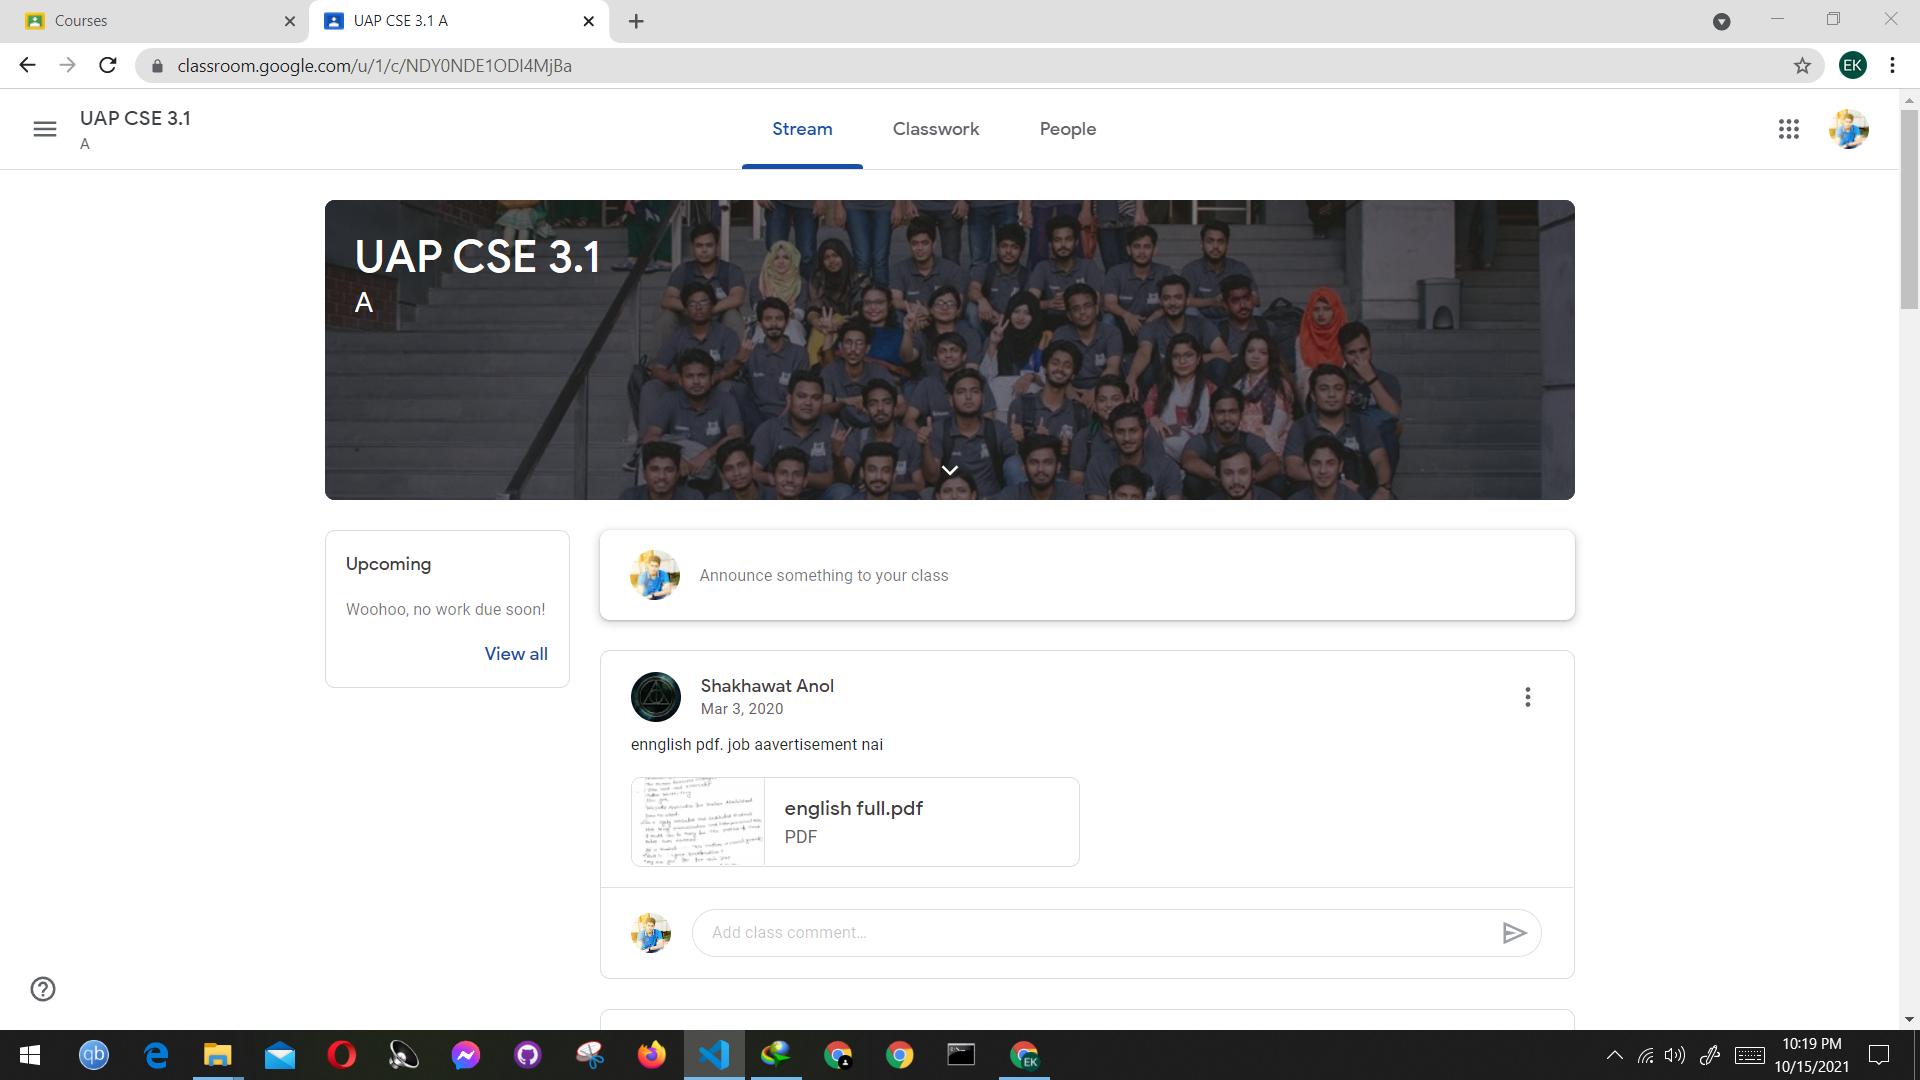 Courses
UAP CSE 3.1 A
classroom.google.com/u/1/c/NDY0NDE1ODI4MjBa
EK
UAP CSE 3.1
A
Stream
Classwork
People
UAP CSE 3.1
A
Upcoming
Woohoo, no work due soon!
View all
Announce something to your class
Shakhawat Anol
Mar 3, 2020
ennglish pdf. job aavertisement nai
english full.pdf
PDF
Add class comment...
qb
EK
10:19 PM
10/15/2021